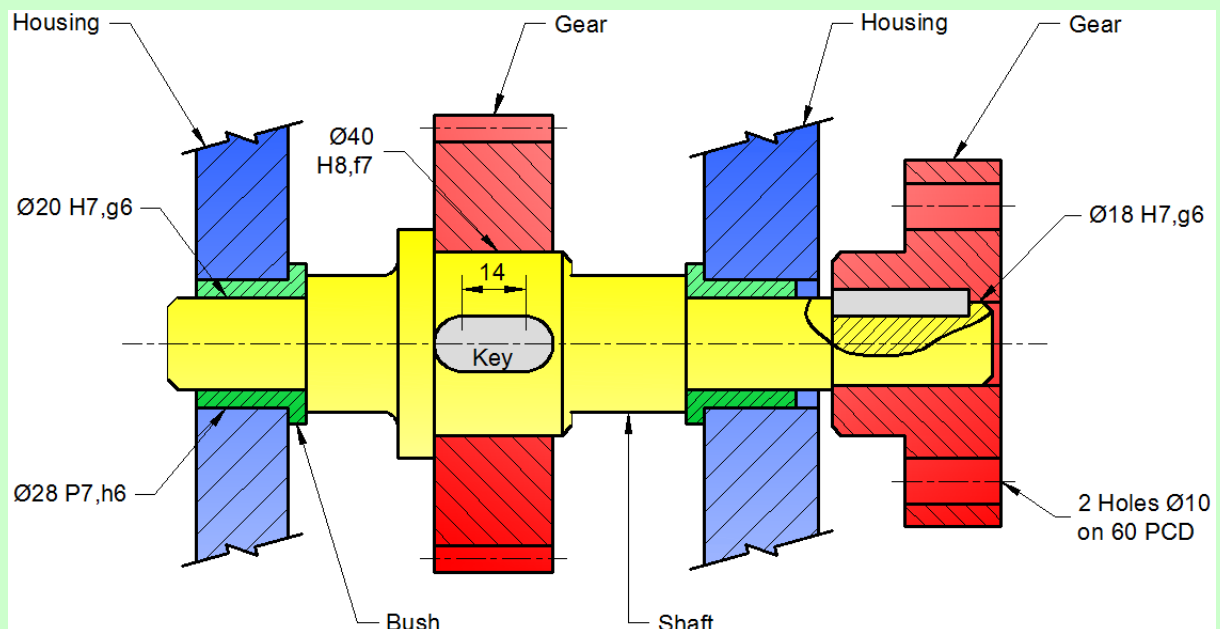 Housing
Gear
Housing
Gear
Ø40
H8,f7
Ø20 H7,g6
Ø18 H7,g6
14
Key
Ø28 P7,h6
2 Holes Ø10
on 60 PCD
Bush
Shaft